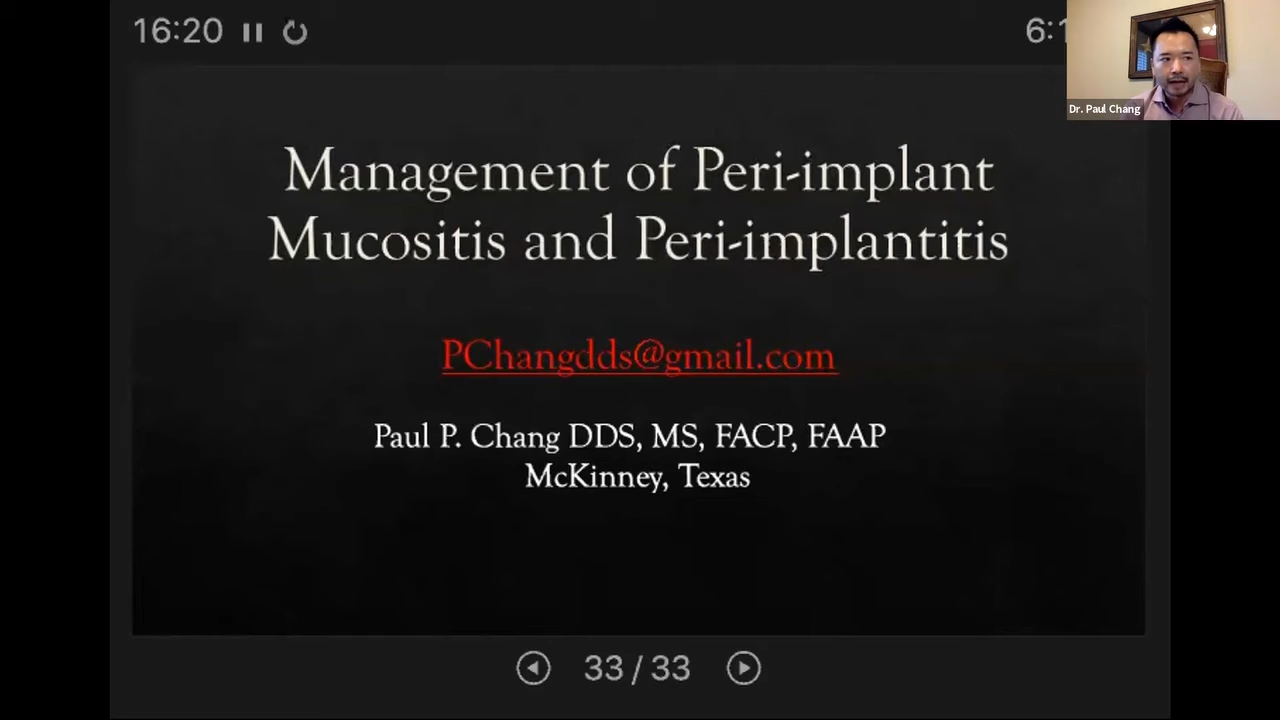 16:20
6:1
Dr. Paul Chang
Management of Peri-implant
Mucositis and Peri-implantitis
PChangdds@gmail.com
Paul P. Chang DDS, MS, FACP, FAAP
McKinney, Texas
33 / 33